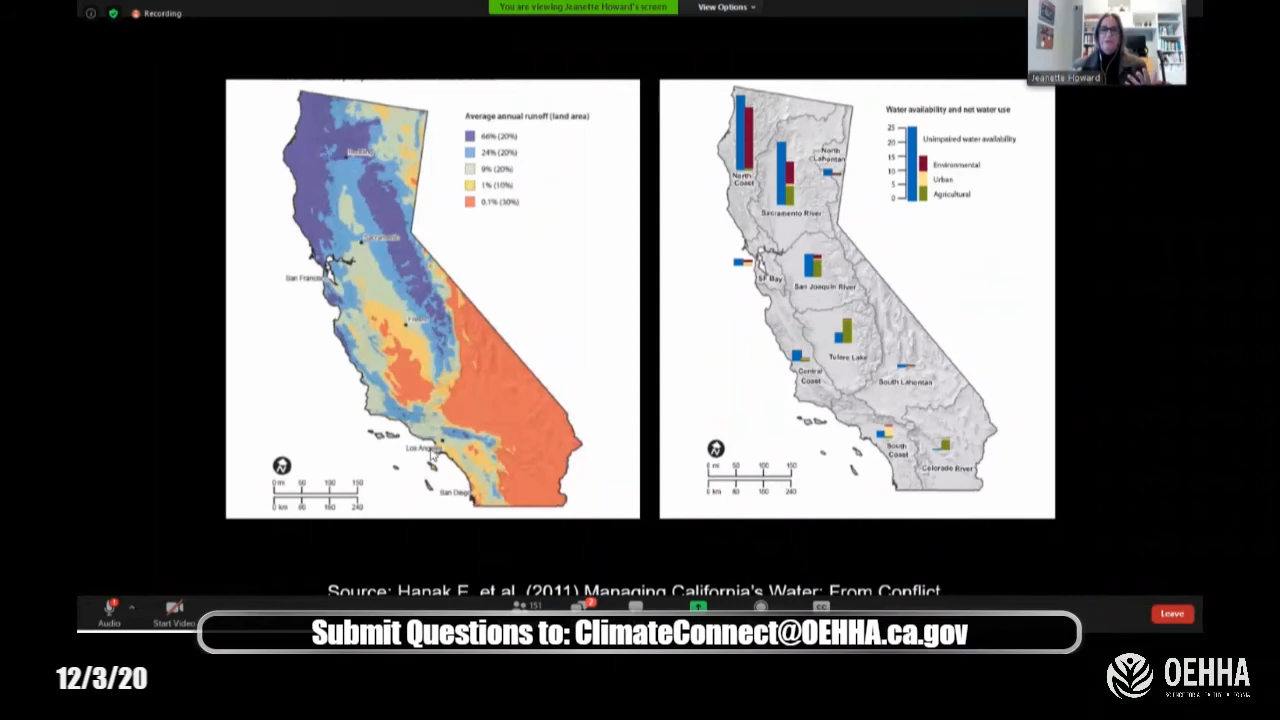 Recording
You are viewing Jeanette Howard's screen
View Options
Jeanette Howard
Average annual runoff (land area)
66% (20%)
24% (20%)
9% (20%)
1% (10%)
0.1% (30%)
Redding
Sacramento
San Francisco
Fresno
Los Angeles
San Diego
0 mi 50 100 150
0 km 80 160 240
Water availability and net water use
25
20
15
10
5
0
Unimpaired water availability
Environmental
Urban
Agricultural
North Coast
Sacramento River
North Lahontan
SF Bay
San Joaquin River
Tulare Lake
Central Coast
South Lahontan
South Coast
Colorado River
0 mi 50 100 150
0 km 80 160 240
Source: Hanak E. et al. (2011) Managing California's Water: From Conflict
1
Audio
Start Video
151
2
CC
Leave
Submit Questions to: ClimateConnect@OEHHA.ca.gov
12/3/20
OEHHA